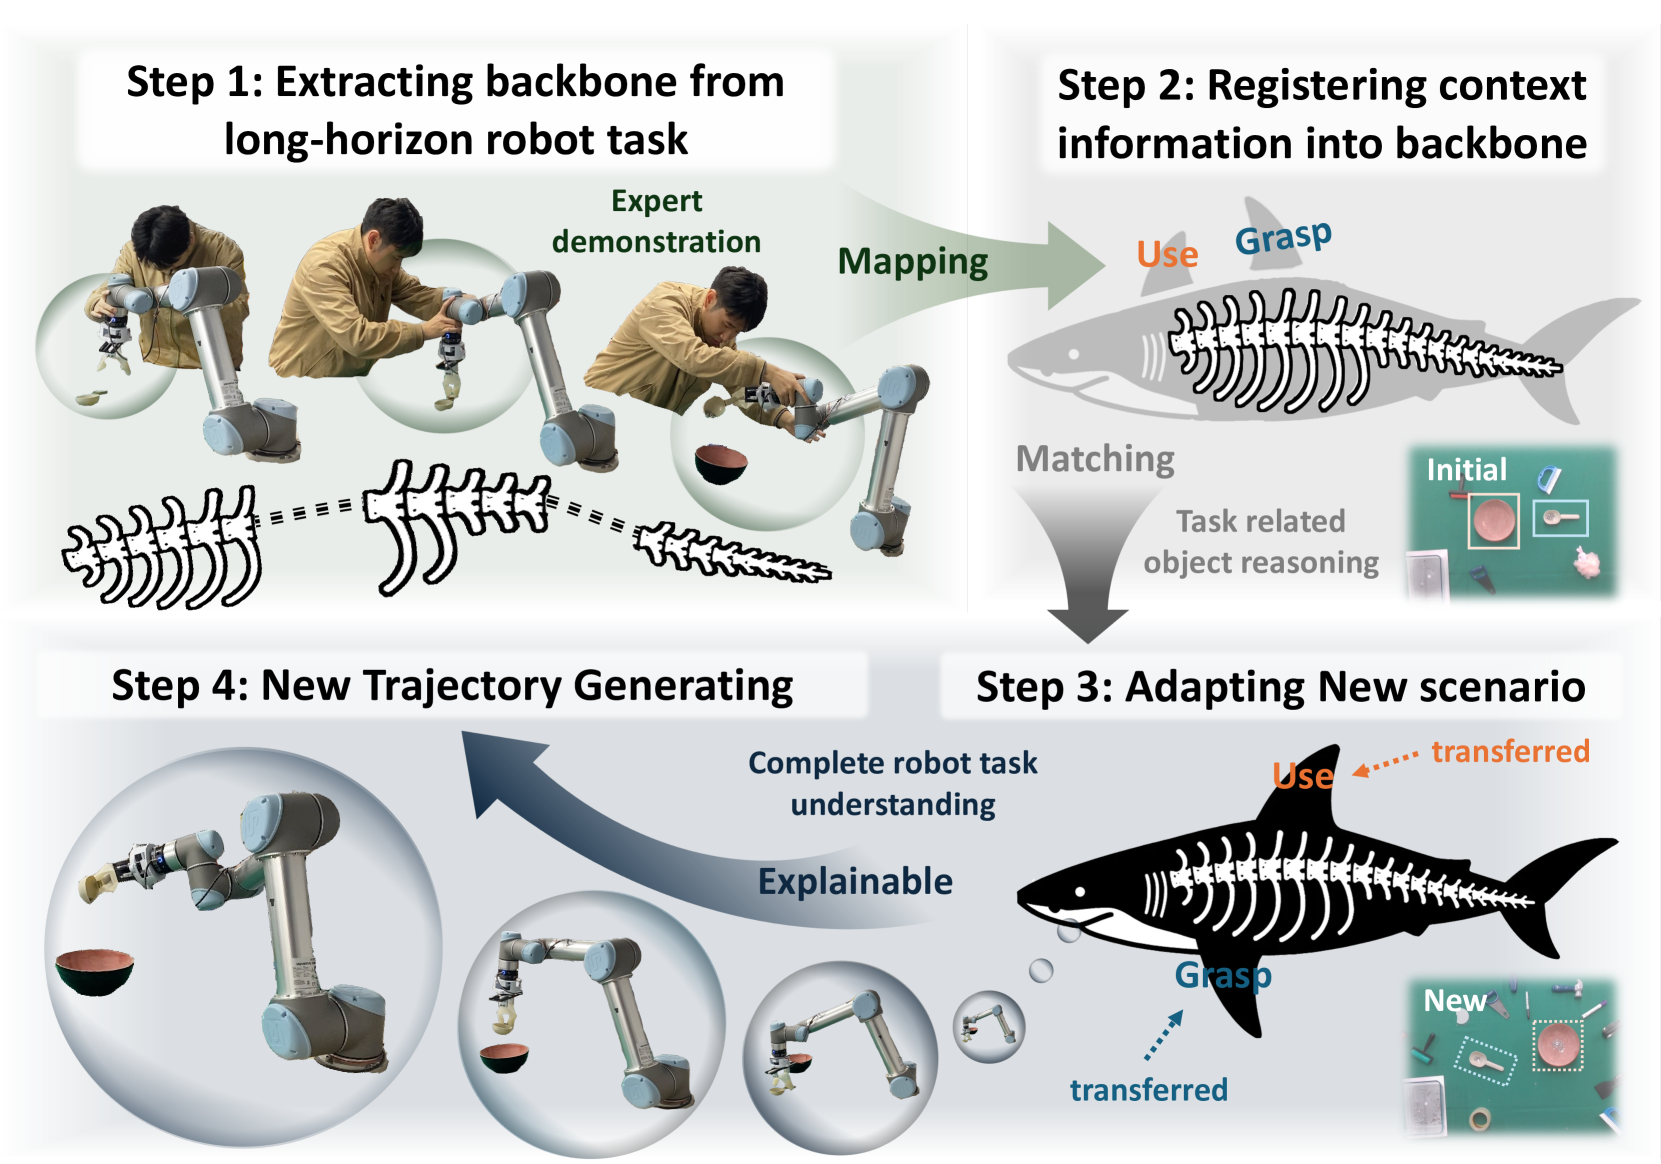 Step 1: Extracting backbone from
long-horizon robot task
Expert
demonstration
Mapping
Step 2: Registering context
information into backbone
Use
Grasp
Matching
Task related
object reasoning
Initial
Step 3: Adapting New scenario
Use
transferred
Grasp
transferred
New
Step 4: New Trajectory Generating
Complete robot task
understanding
Explainable